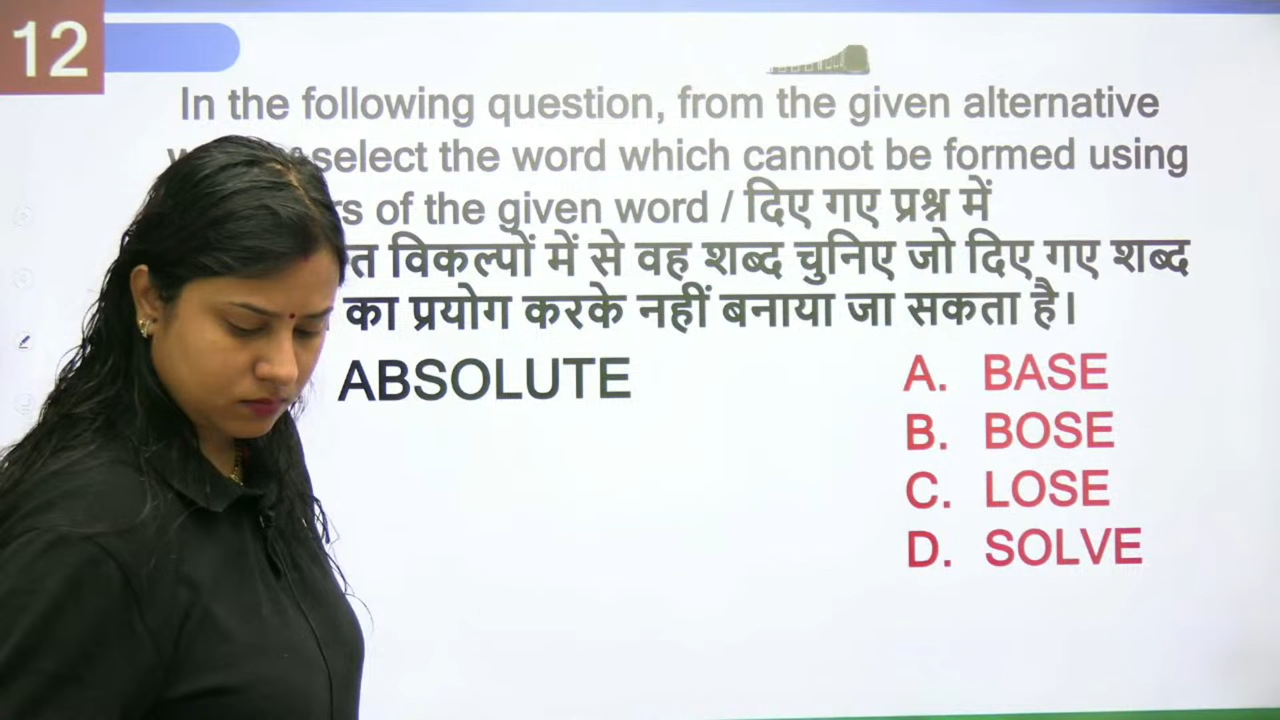 12
In the following question, from the given alternative
select the word which cannot be formed using
of the given word / दिए गए प्रश्न में
विकल्पों में से वह शब्द चुनिए जो दिए गए शब्द
का प्रयोग करके नहीं बनाया जा सकता है।
ABSOLUTE
A. BASE
B. BOSE
C. LOSE
D. SOLVE